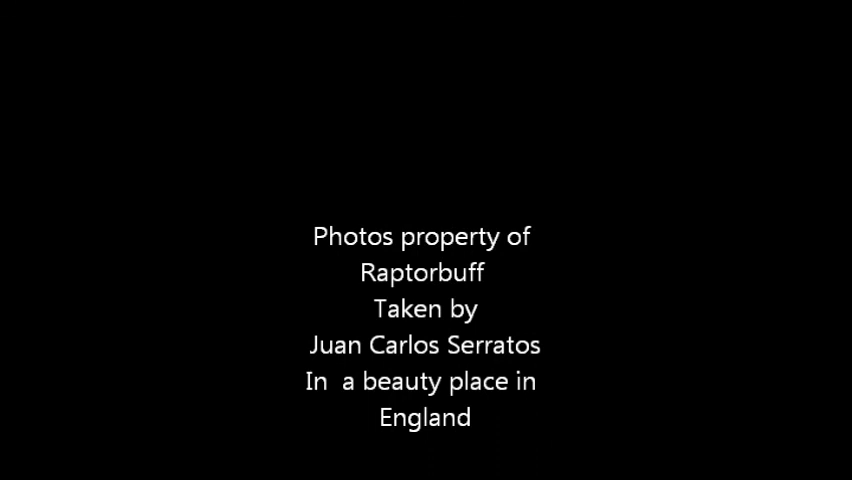 Photos property of
Raptorbuff
Taken by
Juan Carlos Serratos
In  a beauty place in
England